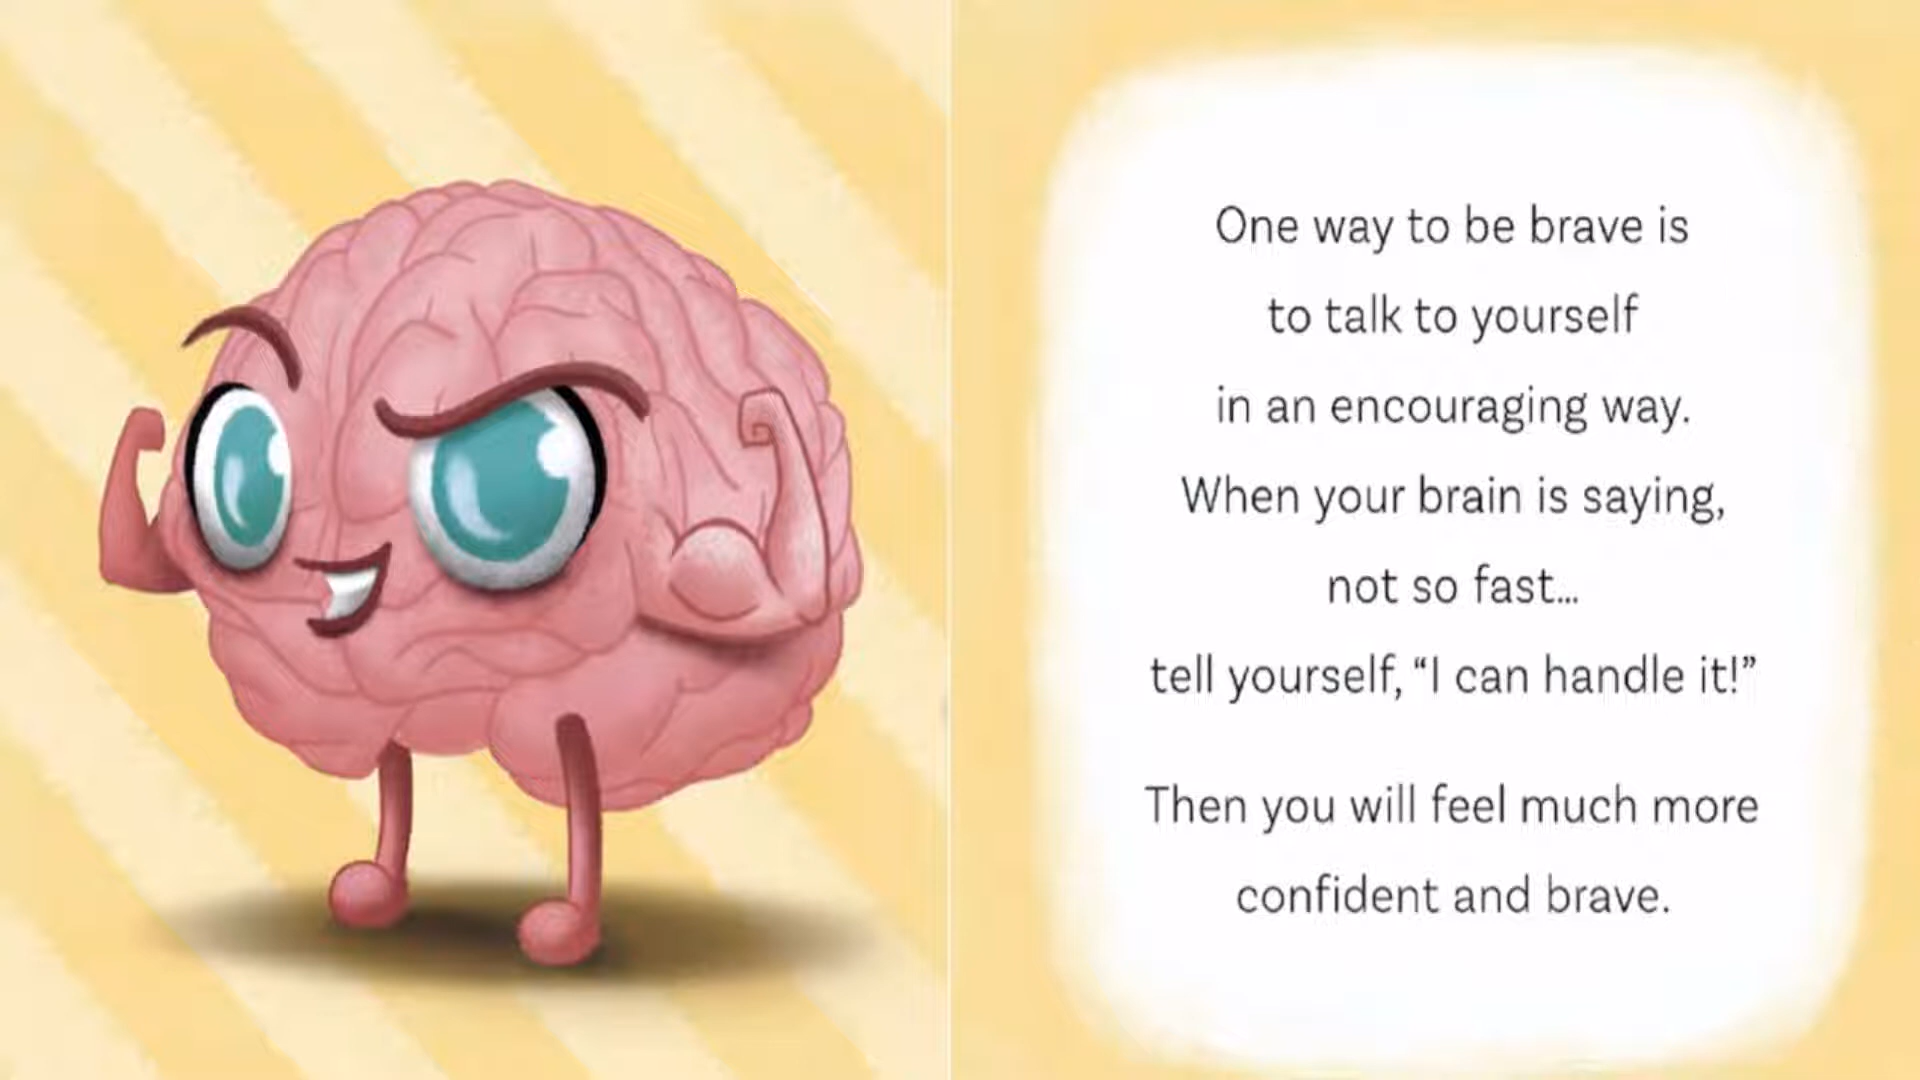 One way to be brave is
to talk to yourself
in an encouraging way.
When your brain is saying,
not so fast...
tell yourself, “I can handle it!”
Then you will feel much more
confident and brave.